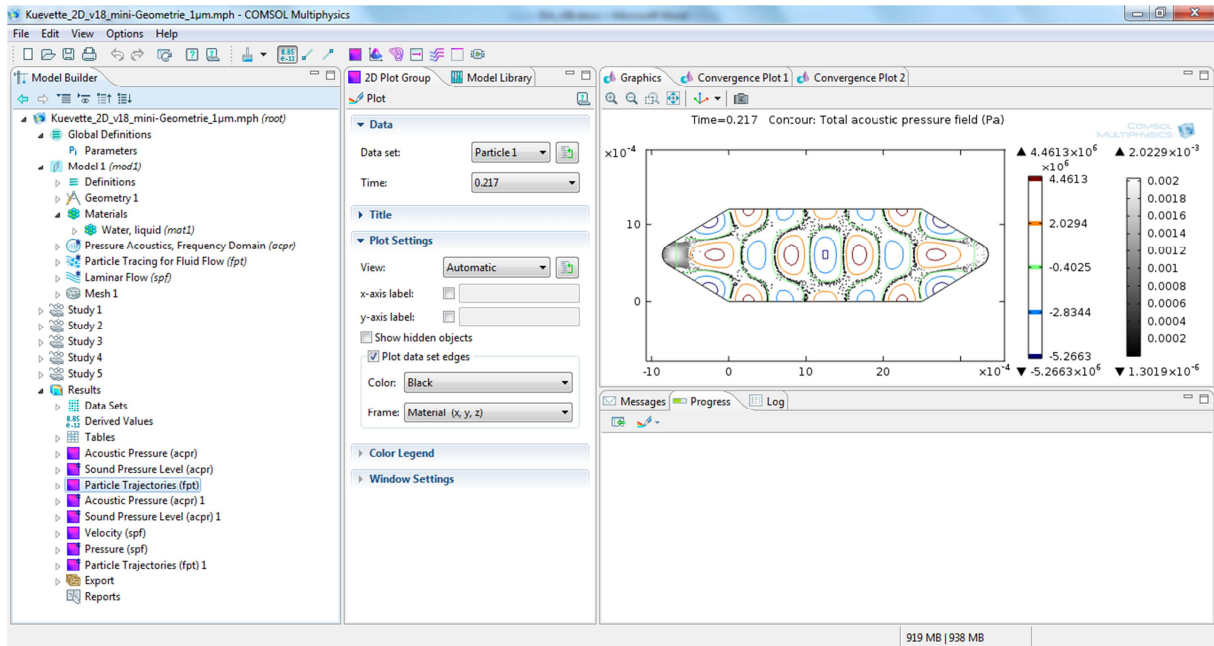 Kuevette_2D_v18_mini-Geometrie_1µm.mph - COMSOL Multiphysics
File Edit View Options Help
Model Builder
Kuevette_2D_v18_mini-Geometrie_1µm.mph (root)
Global Definitions
Pi Parameters
Model 1 (mod1)
Definitions
Geometry 1
Materials
Water, liquid (mat1)
Pressure Acoustics, Frequency Domain (acpr)
Particle Tracing for Fluid Flow (fpt)
Laminar Flow (spf)
Mesh 1
Study 1
Study 2
Study 3
Study 4
Study 5
Results
Data Sets
8.85 e-12 Derived Values
Tables
Acoustic Pressure (acpr)
Sound Pressure Level (acpr)
Particle Trajectories (fpt)
Acoustic Pressure (acpr) 1
Sound Pressure Level (acpr) 1
Velocity (spf)
Pressure (spf)
Particle Trajectories (fpt) 1
Export
Reports
2D Plot Group Model Library
Plot
Data
Data set: Particle 1
Time: 0.217
Title
Plot Settings
View: Automatic
x-axis label:
y-axis label:
Show hidden objects
Plot data set edges
Color: Black
Frame: Material (x, y, z)
Color Legend
Window Settings
Graphics Convergence Plot 1 Convergence Plot 2
Time=0.217 Contour: Total acoustic pressure field (Pa)
COMSOL
MULTIPHYSICS
×10⁻⁴
10
0
-10 0 10 20 ×10⁻⁴
▲ 4.4613×10⁶
×10⁶
4.4613
2.0294
-0.4025
-2.8344
-5.2663
▼ -5.2663×10⁶
▲ 2.0229×10⁻³
0.002
0.0018
0.0016
0.0014
0.0012
0.001
0.0008
0.0006
0.0004
0.0002
▼ 1.3019×10⁻⁶
Messages Progress Log
919 MB | 938 MB